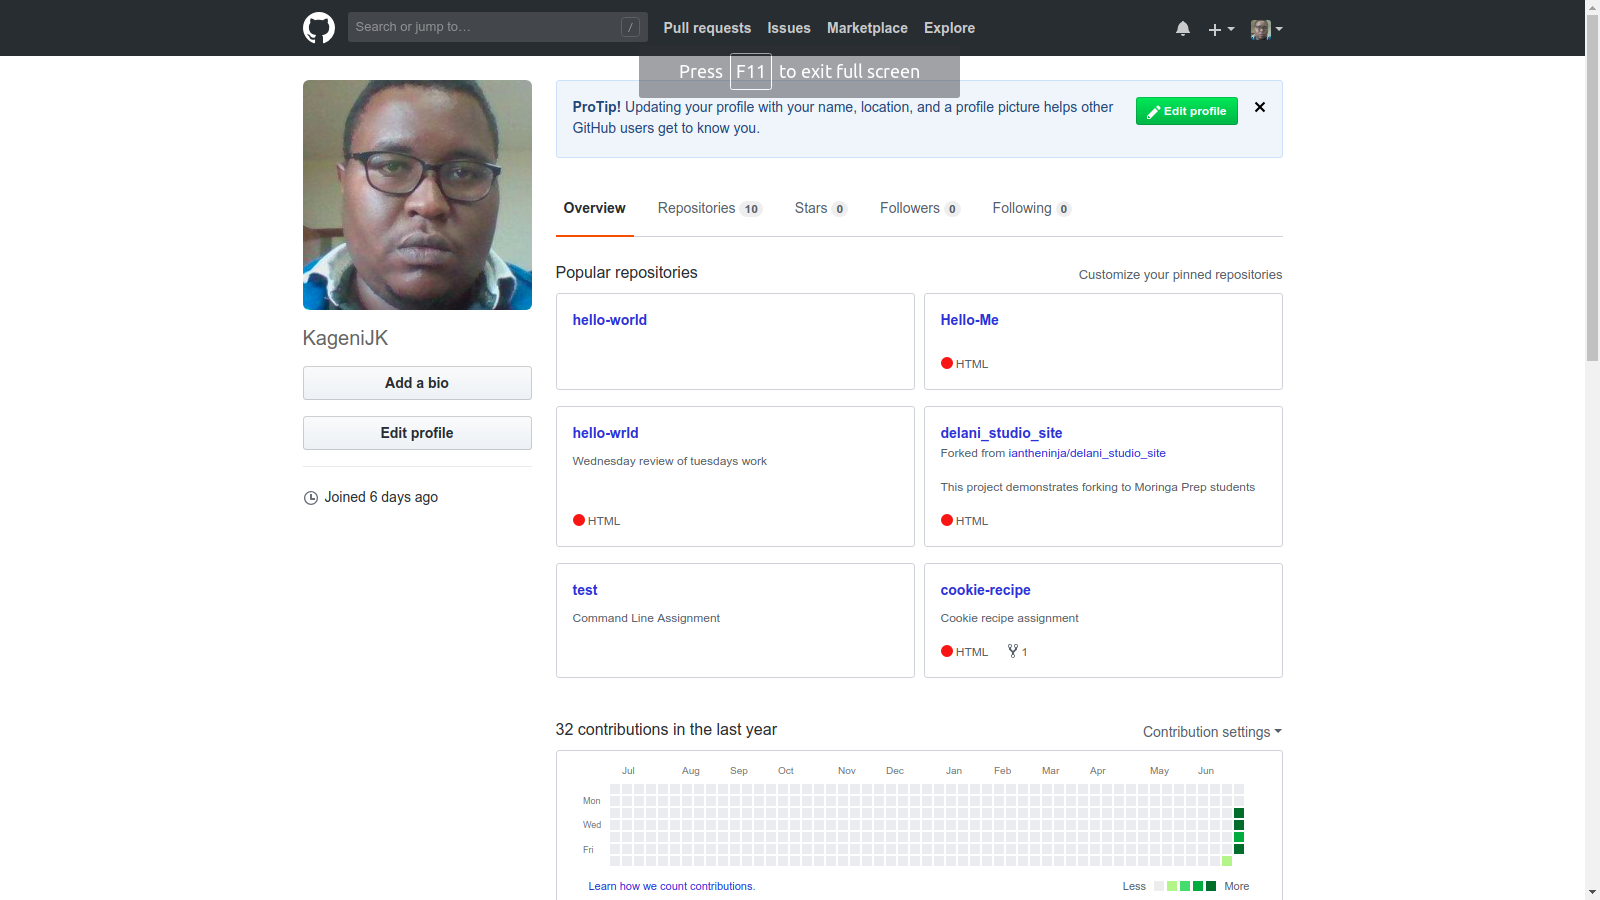 Search or jump to… /
Pull requests Issues Marketplace Explore
Press F11 to exit full screen
ProTip! Updating your profile with your name, location, and a profile picture helps other
GitHub users get to know you.
Edit profile
Overview Repositories 10 Stars 0 Followers 0 Following 0
KageniJK
Add a bio
Edit profile
Joined 6 days ago
Popular repositories
Customize your pinned repositories
hello-world
Hello-Me
HTML
hello-wrld
Wednesday review of tuesdays work
HTML
delani_studio_site
Forked from iantheninja/delani_studio_site
This project demonstrates forking to Moringa Prep students
HTML
test
Command Line Assignment
cookie-recipe
Cookie recipe assignment
HTML 1
32 contributions in the last year
Contribution settings
Jul Aug Sep Oct Nov Dec Jan Feb Mar Apr May Jun
Mon
Wed
Fri
Learn how we count contributions.
Less More